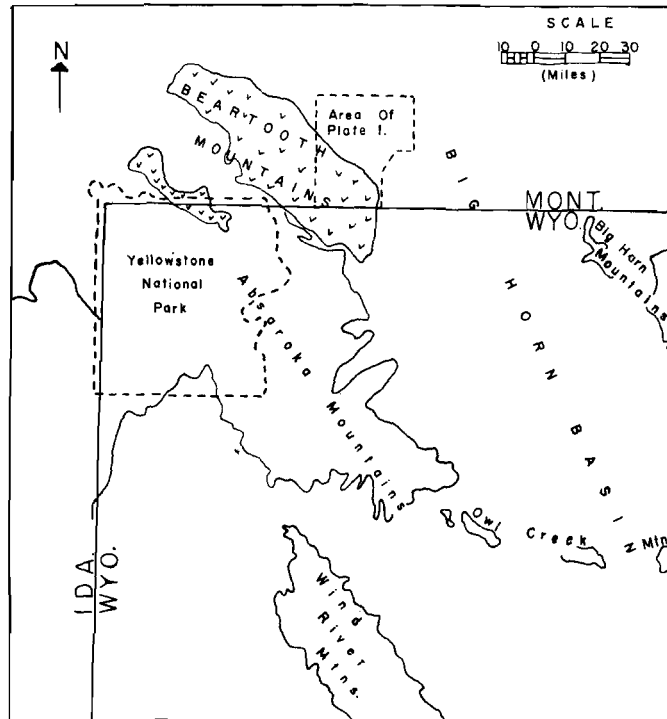 SCALE
10 0 10 20 30
(Miles)
N
BEARTOOTH
MOUNTAINS
Area Of
Plate I.
BIG HORN BASIN
MONT.
WYO.
Big Horn
Mountains
Yellowstone
National
Park
Absaroka Mountains
Owl Creek Mtn
IDA.
WYO.
Wind
River
Mtns.